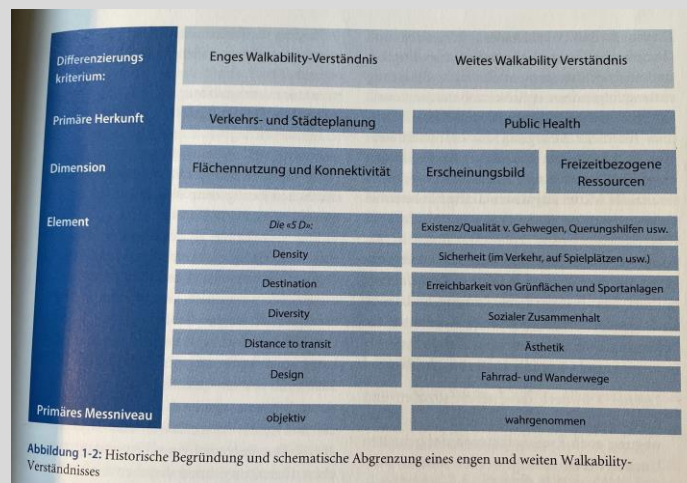 Differenzierungs
kriterium:
Enges Walkability-Verständnis
Weites Walkability Verständnis
Primäre Herkunft
Verkehrs- und Städteplanung
Public Health
Dimension
Flächennutzung und Konnektivität
Erscheinungsbild
Freizeitbezogene
Ressourcen
Element
Die «5 D»:
Existenz/Qualität v. Gehwegen, Querungshilfen usw.
Density
Sicherheit (im Verkehr, auf Spielplätzen usw.)
Destination
Erreichbarkeit von Grünflächen und Sportanlagen
Diversity
Sozialer Zusammenhalt
Distance to transit
Ästhetik
Design
Fahrrad- und Wanderwege
Primäres Messniveau
objektiv
wahrgenommen
Abbildung 1-2: Historische Begründung und schematische Abgrenzung eines engen und weiten Walkability-
Verständnisses